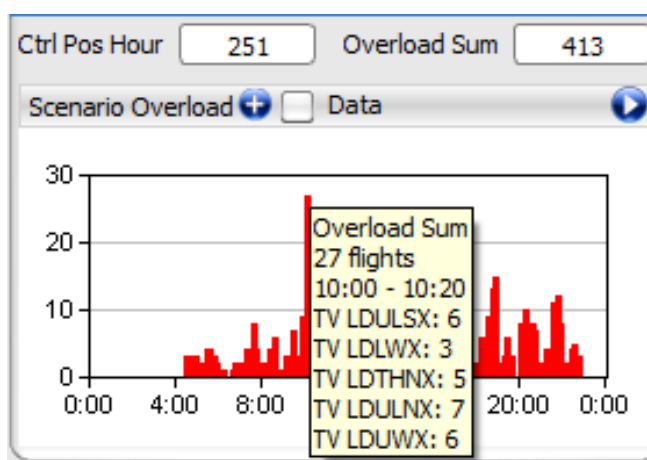 Ctrl Pos Hour 251 Overload Sum 413
Scenario Overload Data
30
20
10
0
0:00 4:00 8:00 20:00 0:00
Overload Sum
27 flights
10:00 - 10:20
TV LDULSX: 6
TV LDLWX: 3
TV LDTHNX: 5
TV LDULNX: 7
TV LDUWX: 6